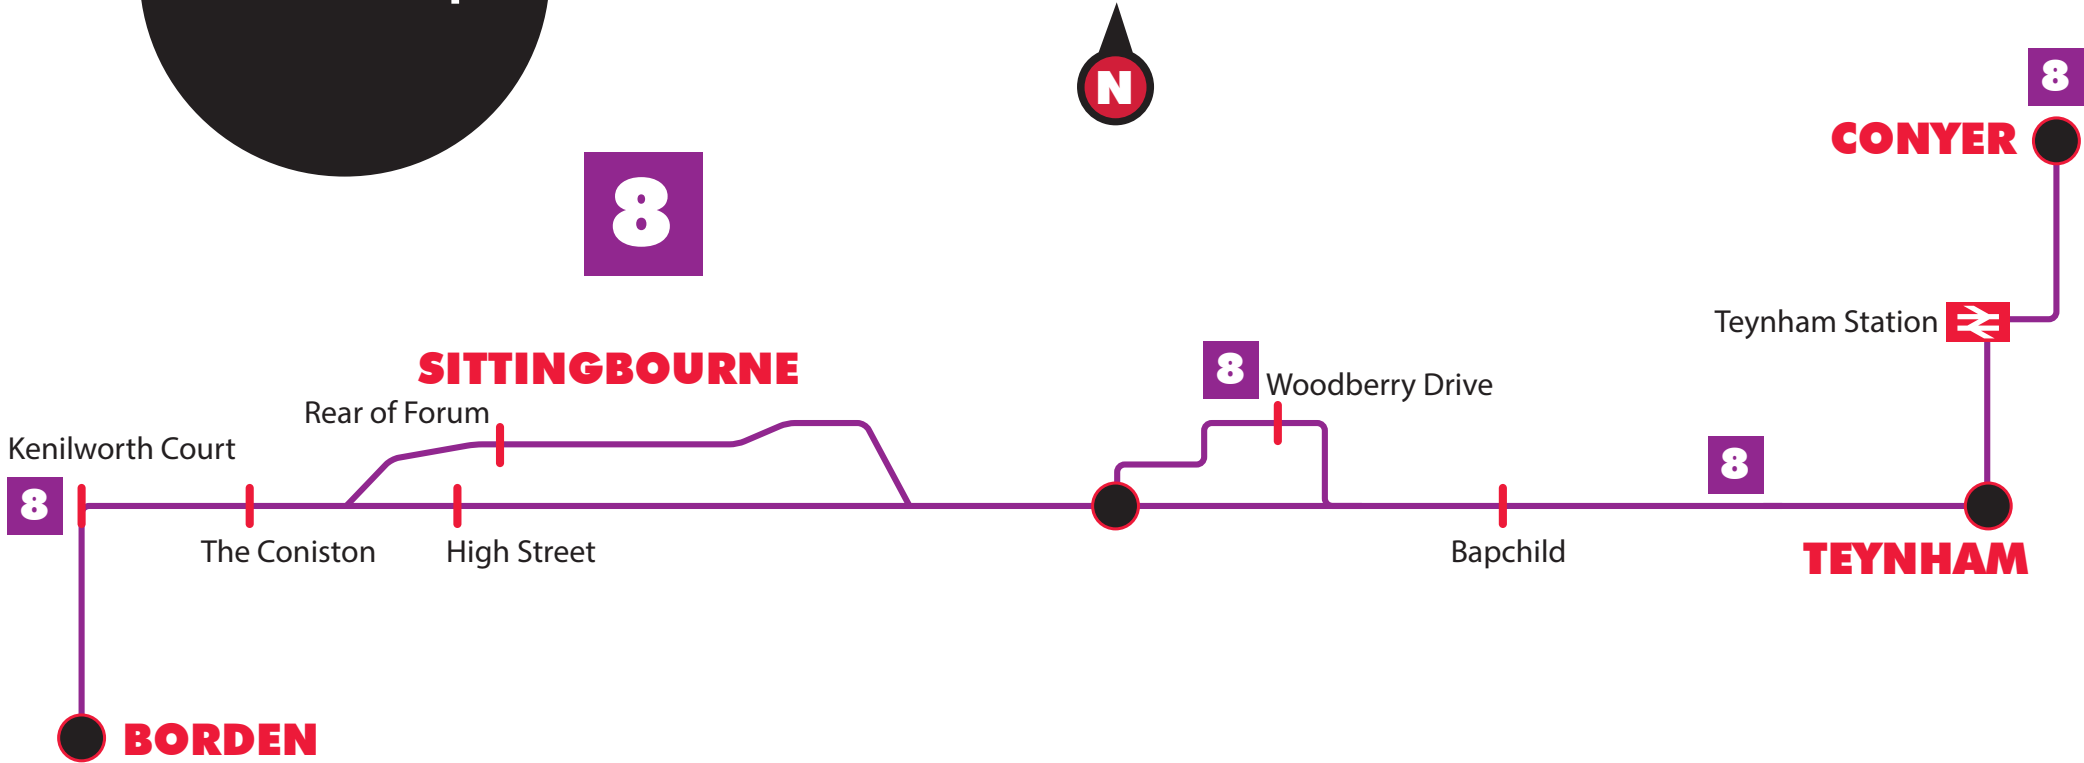 N
8
CONYER
8
Teynham Station
SITTINGBOURNE
8
Woodberry Drive
Rear of Forum
Kenilworth Court
8
8
The Coniston
High Street
Bapchild
TEYNHAM
BORDEN